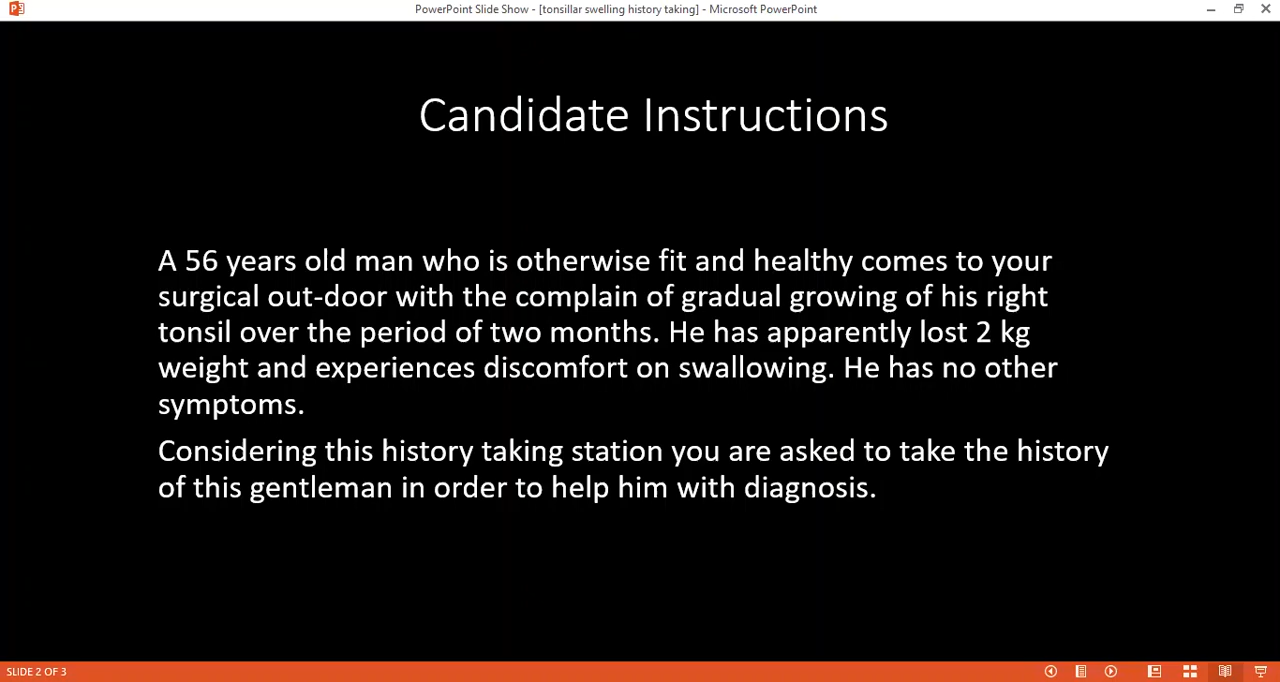 PowerPoint Slide Show - [tonsillar swelling history taking] - Microsoft PowerPoint
Candidate Instructions
A 56 years old man who is otherwise fit and healthy comes to your
surgical out-door with the complain of gradual growing of his right
tonsil over the period of two months. He has apparently lost 2 kg
weight and experiences discomfort on swallowing. He has no other
symptoms.
Considering this history taking station you are asked to take the history
of this gentleman in order to help him with diagnosis.
SLIDE 2 OF 3